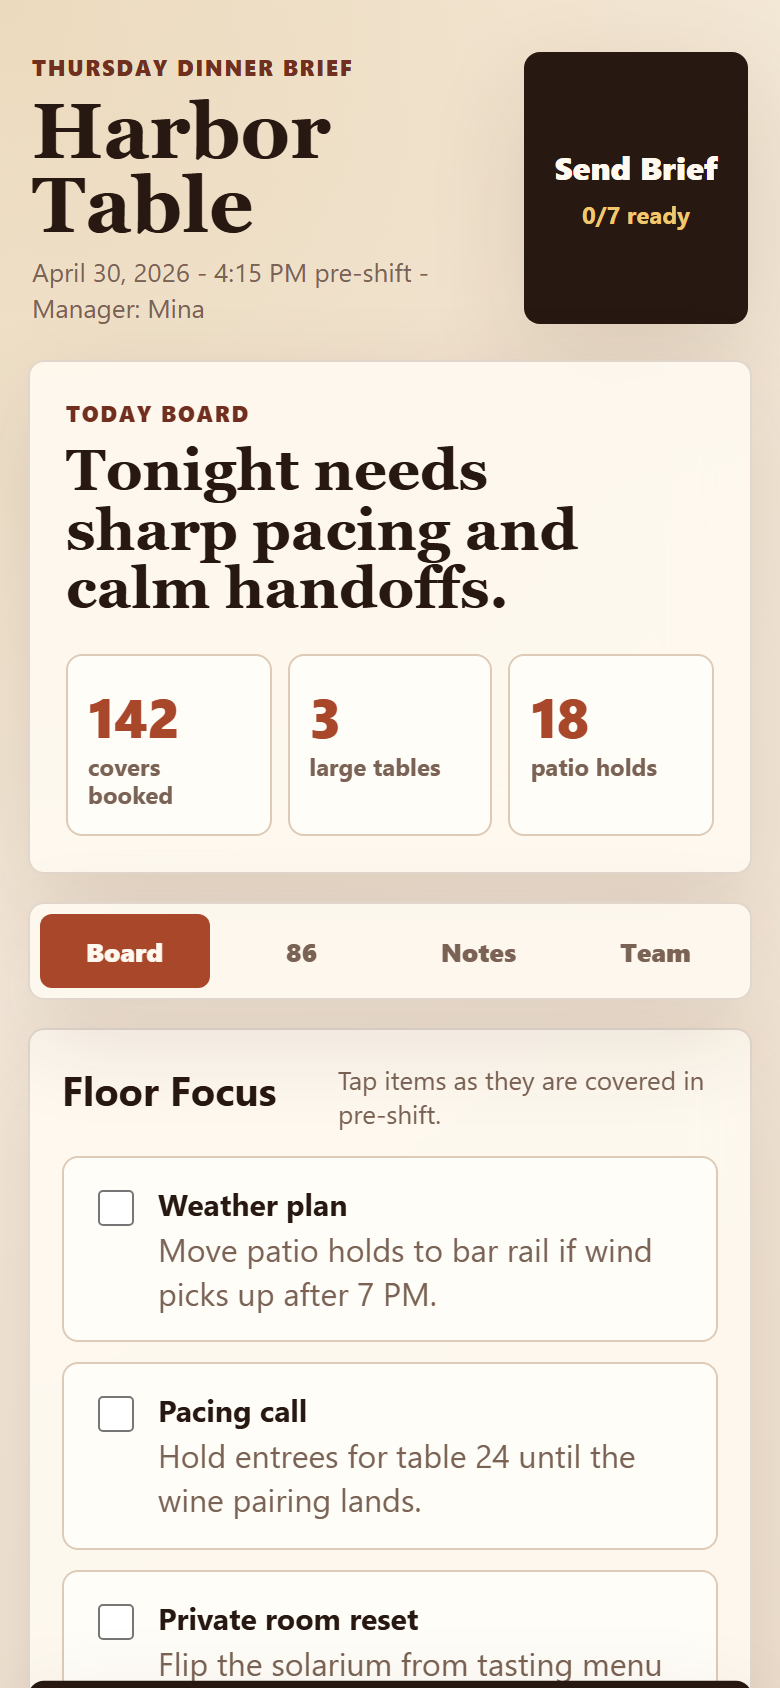 THURSDAY DINNER BRIEF
Harbor
Table
April 30, 2026 - 4:15 PM pre-shift -
Manager: Mina
Send Brief
0/7 ready
TODAY BOARD
Tonight needs
sharp pacing and
calm handoffs.
142
covers
booked
3
large tables
18
patio holds
Board
86
Notes
Team
Floor Focus
Tap items as they are covered in
pre-shift.
Weather plan
Move patio holds to bar rail if wind
picks up after 7 PM.
Pacing call
Hold entrees for table 24 until the
wine pairing lands.
Private room reset
Flip the solarium from tasting menu